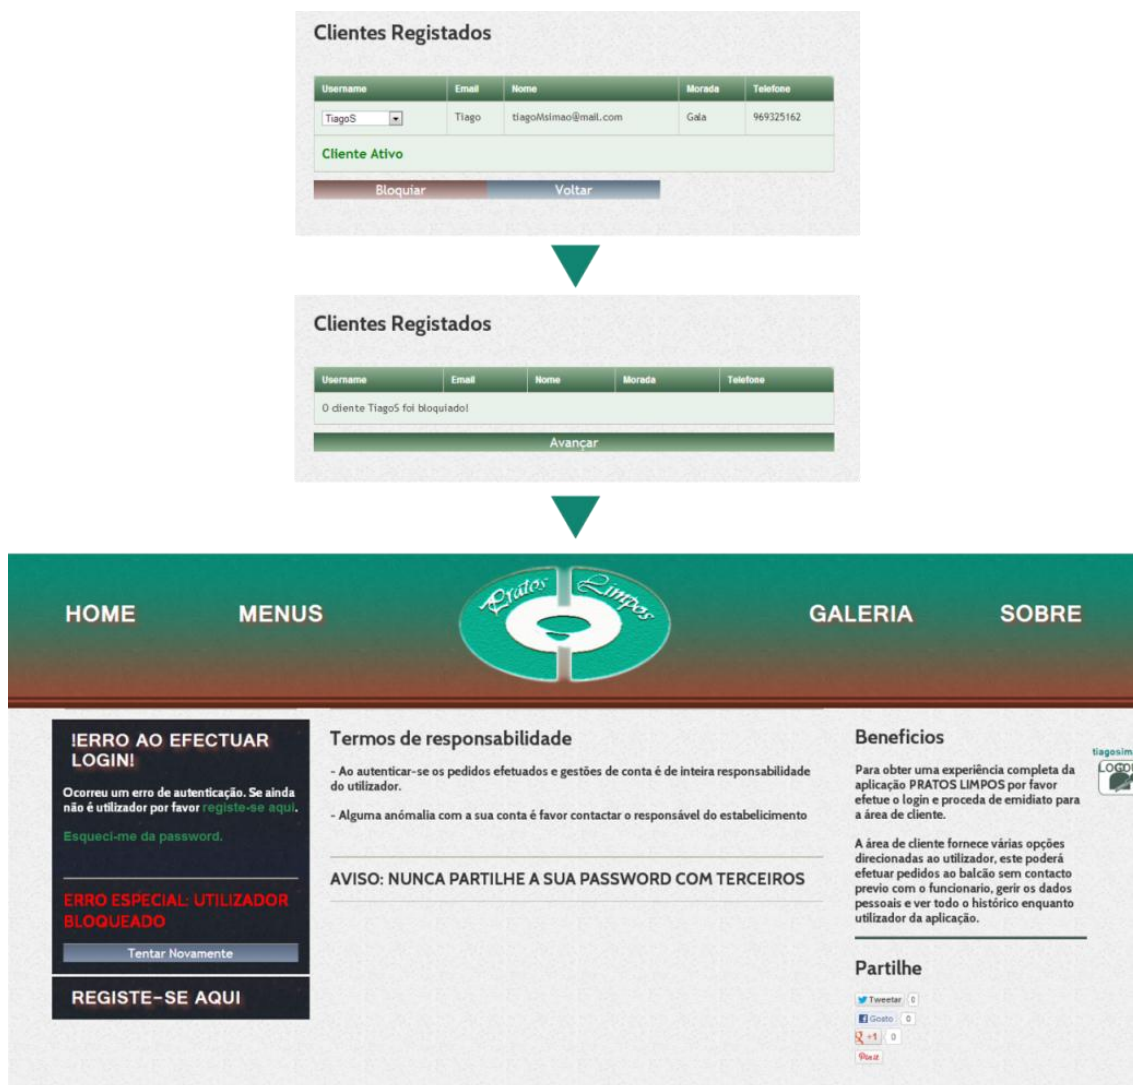 Clientes Registados
Username Email Nome Morada Telefone
TiagoS Tiago tiagoMsimao@mail.com Gala 969325162
Cliente Ativo
Bloquiar Voltar
Clientes Registados
Username Email Nome Morada Telefone
O cliente TiagoS foi bloquiado!
Avançar
HOME MENUS Pratos Limpos GALERIA SOBRE
!ERRO AO EFECTUAR
LOGIN!
Ocorreu um erro de autenticação. Se ainda
não é utilizador por favor registe-se aqui.
Esqueci-me da password.
ERRO ESPECIAL: UTILIZADOR
BLOQUEADO
Tentar Novamente
REGISTE-SE AQUI
Termos de responsabilidade
- Ao autenticar-se os pedidos efetuados e gestões de conta é de inteira responsabilidade
do utilizador.
- Alguma anómalia com a sua conta é favor contactar o responsável do estabelicimento
AVISO: NUNCA PARTILHE A SUA PASSWORD COM TERCEIROS
Beneficios
Para obter uma experiência completa da
aplicação PRATOS LIMPOS por favor
efetue o login e proceda de emidiato para
a área de cliente.
A área de cliente fornece várias opções
direcionadas ao utilizador, este poderá
efetuar pedidos ao balcão sem contacto
previo com o funcionario, gerir os dados
pessoais e ver todo o histórico enquanto
utilizador da aplicação.
Partilhe
Tweetar 0
Gosto 0
+1 0
Pin it
tiagosim
LOGOU